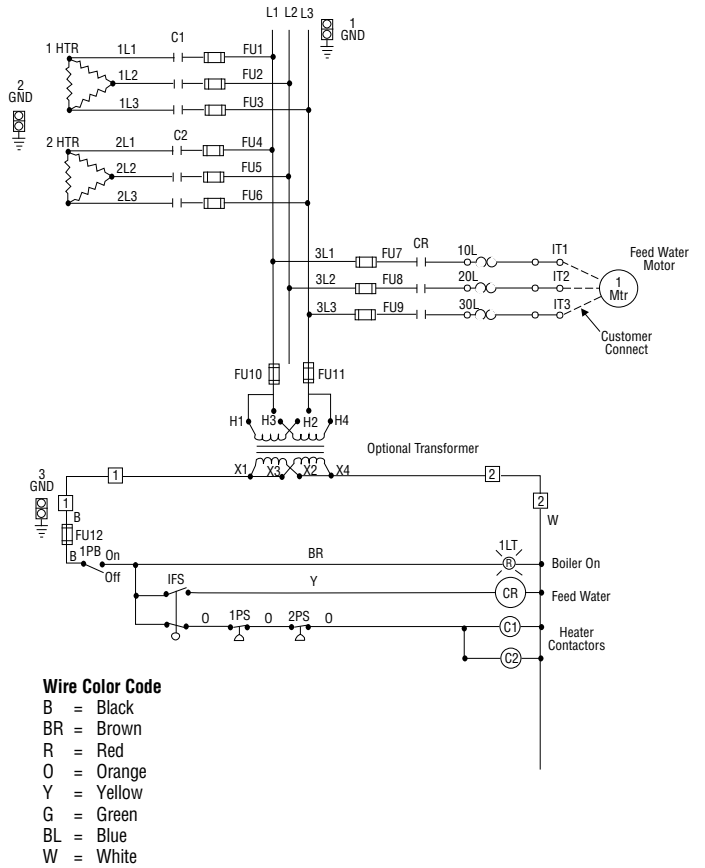 L1 L2 L3
1
GND
C1
1 HTR
1L1
FU1
1L2
FU2
1L3
FU3
2
GND
2 HTR
2L1
C2
FU4
2L2
FU5
2L3
FU6
3L1
FU7
CR
10L
IT1
Feed Water
Motor
3L2
FU8
20L
IT2
1
Mtr
3L3
FU9
30L
IT3
Customer
Connect
FU10
FU11
H1
H3
H2
H4
Optional Transformer
X1
X3
X2
X4
1
2
3
GND
1
2
B
W
FU12
B
1PB
On
Off
BR
1LT
R
Boiler On
IFS
Y
CR
Feed Water
O
1PS
O
2PS
O
C1
Heater
Contactors
C2
Wire Color Code
B = Black
BR = Brown
R = Red
O = Orange
Y = Yellow
G = Green
BL = Blue
W = White